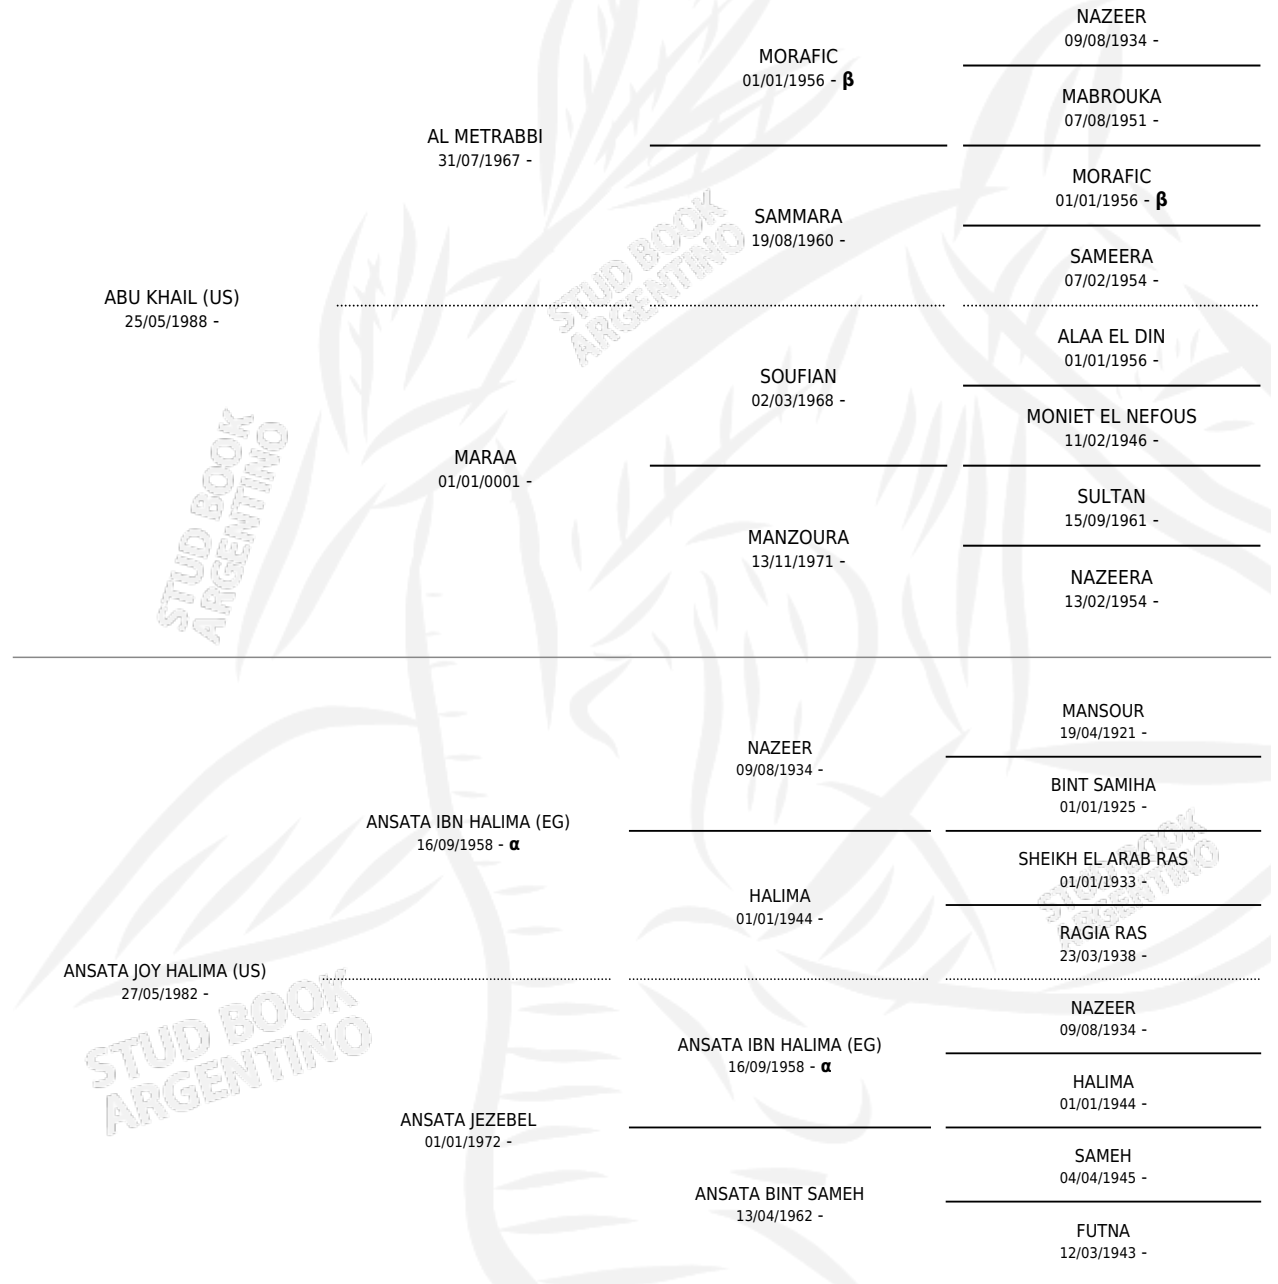 NAZEER
09/08/1934 -
MORAFIC
01/01/1956 - β
MABROUKA
07/08/1951 -
AL METRABBI
31/07/1967 -
MORAFIC
01/01/1956 - β
SAMMARA
19/08/1960 -
SAMEERA
07/02/1954 -
ABU KHAIL (US)
25/05/1988 -
ALAA EL DIN
01/01/1956 -
SOUFIAN
02/03/1968 -
MONIET EL NEFOUS
11/02/1946 -
MARAA
01/01/0001 -
SULTAN
15/09/1961 -
MANZOURA
13/11/1971 -
NAZEERA
13/02/1954 -
STUD BOOK
ARGENTINO
STUD BOOK
ARGENTINO
MANSOUR
19/04/1921 -
NAZEER
09/08/1934 -
BINT SAMIHA
01/01/1925 -
ANSATA IBN HALIMA (EG)
16/09/1958 - α
SHEIKH EL ARAB RAS
01/01/1933 -
HALIMA
01/01/1944 -
RAGIA RAS
23/03/1938 -
ANSATA JOY HALIMA (US)
27/05/1982 -
NAZEER
09/08/1934 -
ANSATA IBN HALIMA (EG)
16/09/1958 - α
HALIMA
01/01/1944 -
ANSATA JEZEBEL
01/01/1972 -
SAMEH
04/04/1945 -
ANSATA BINT SAMEH
13/04/1962 -
FUTNA
12/03/1943 -
STUD BOOK
ARGENTINO
STUD BOOK
ARGENTINO